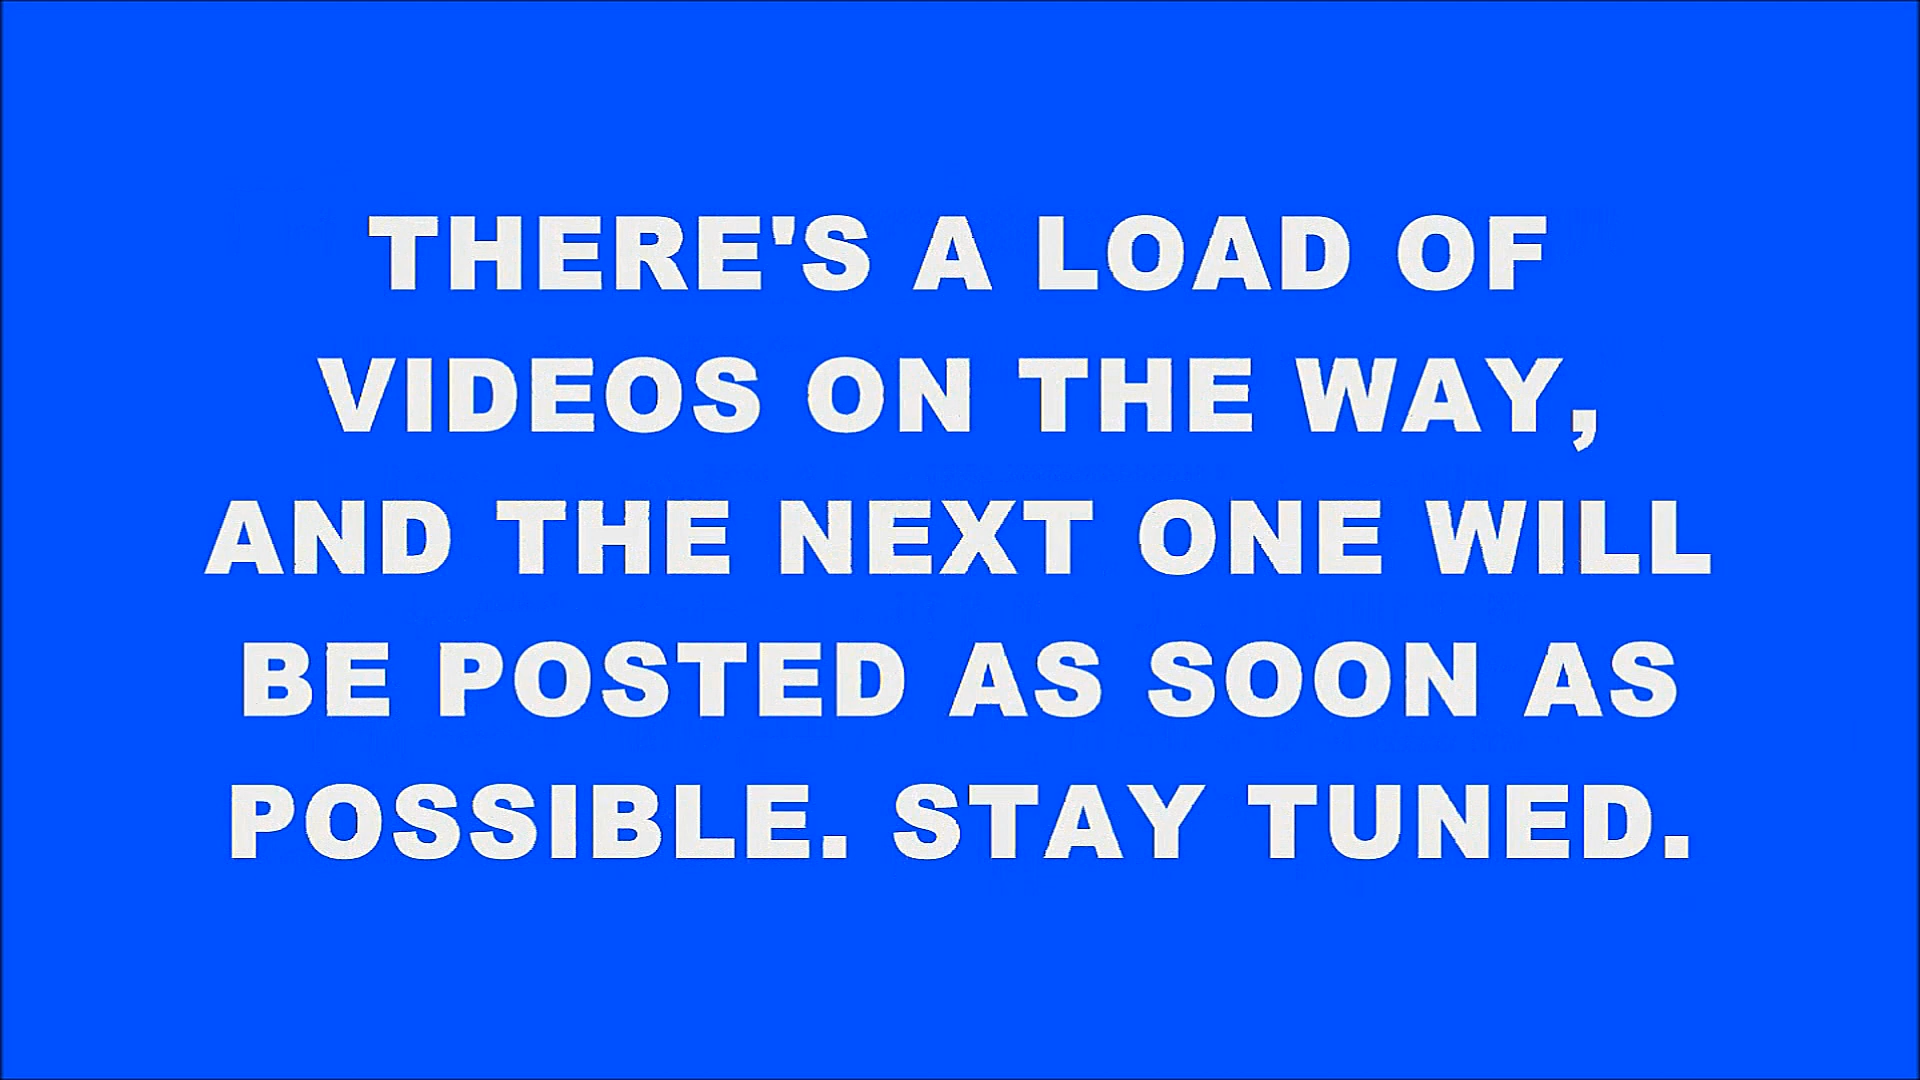 THERE'S A LOAD OF
VIDEOS ON THE WAY,
AND THE NEXT ONE WILL
BE POSTED AS SOON AS
POSSIBLE. STAY TUNED.